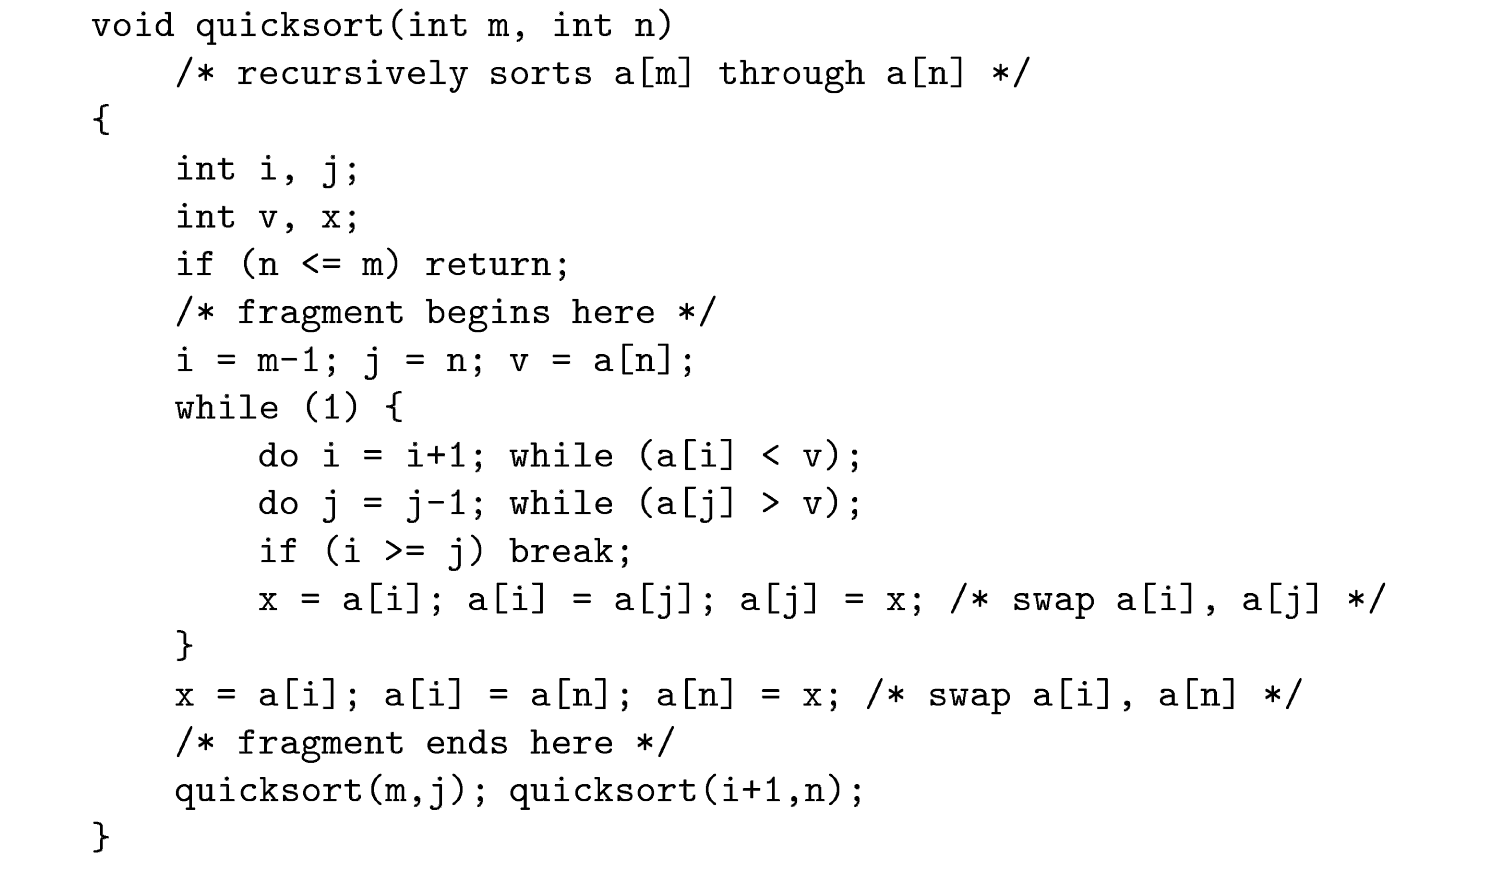 void quicksort(int m, int n)
    /* recursively sorts a[m] through a[n] */
{
    int i, j;
    int v, x;
    if (n <= m) return;
    /* fragment begins here */
    i = m-1; j = n; v = a[n];
    while (1) {
        do i = i+1; while (a[i] < v);
        do j = j-1; while (a[j] > v);
        if (i >= j) break;
        x = a[i]; a[i] = a[j]; a[j] = x; /* swap a[i], a[j] */
    }
    x = a[i]; a[i] = a[n]; a[n] = x; /* swap a[i], a[n] */
    /* fragment ends here */
    quicksort(m,j); quicksort(i+1,n);
}